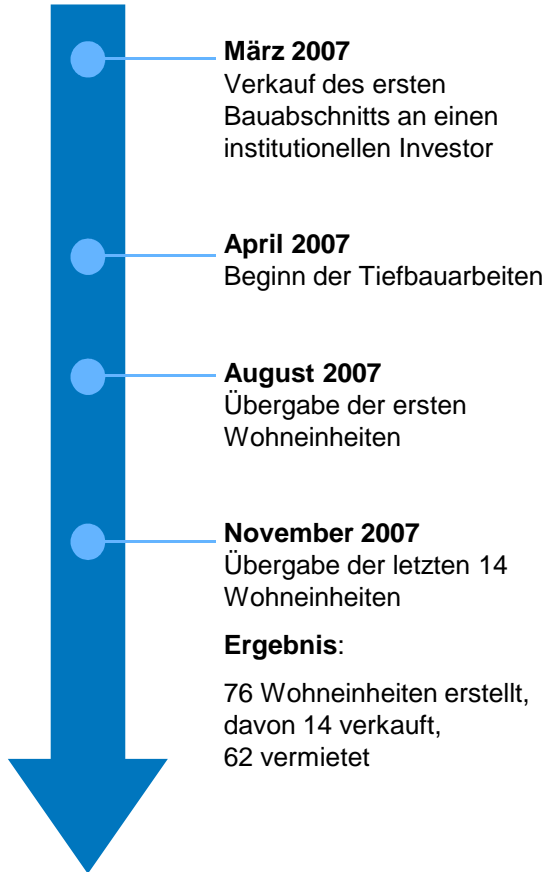 März 2007
Verkauf des ersten
Bauabschnitts an einen
institutionellen Investor
April 2007
Beginn der Tiefbauarbeiten
August 2007
Übergabe der ersten
Wohneinheiten
November 2007
Übergabe der letzten 14
Wohneinheiten
Ergebnis:
76 Wohneinheiten erstellt,
davon 14 verkauft,
62 vermietet